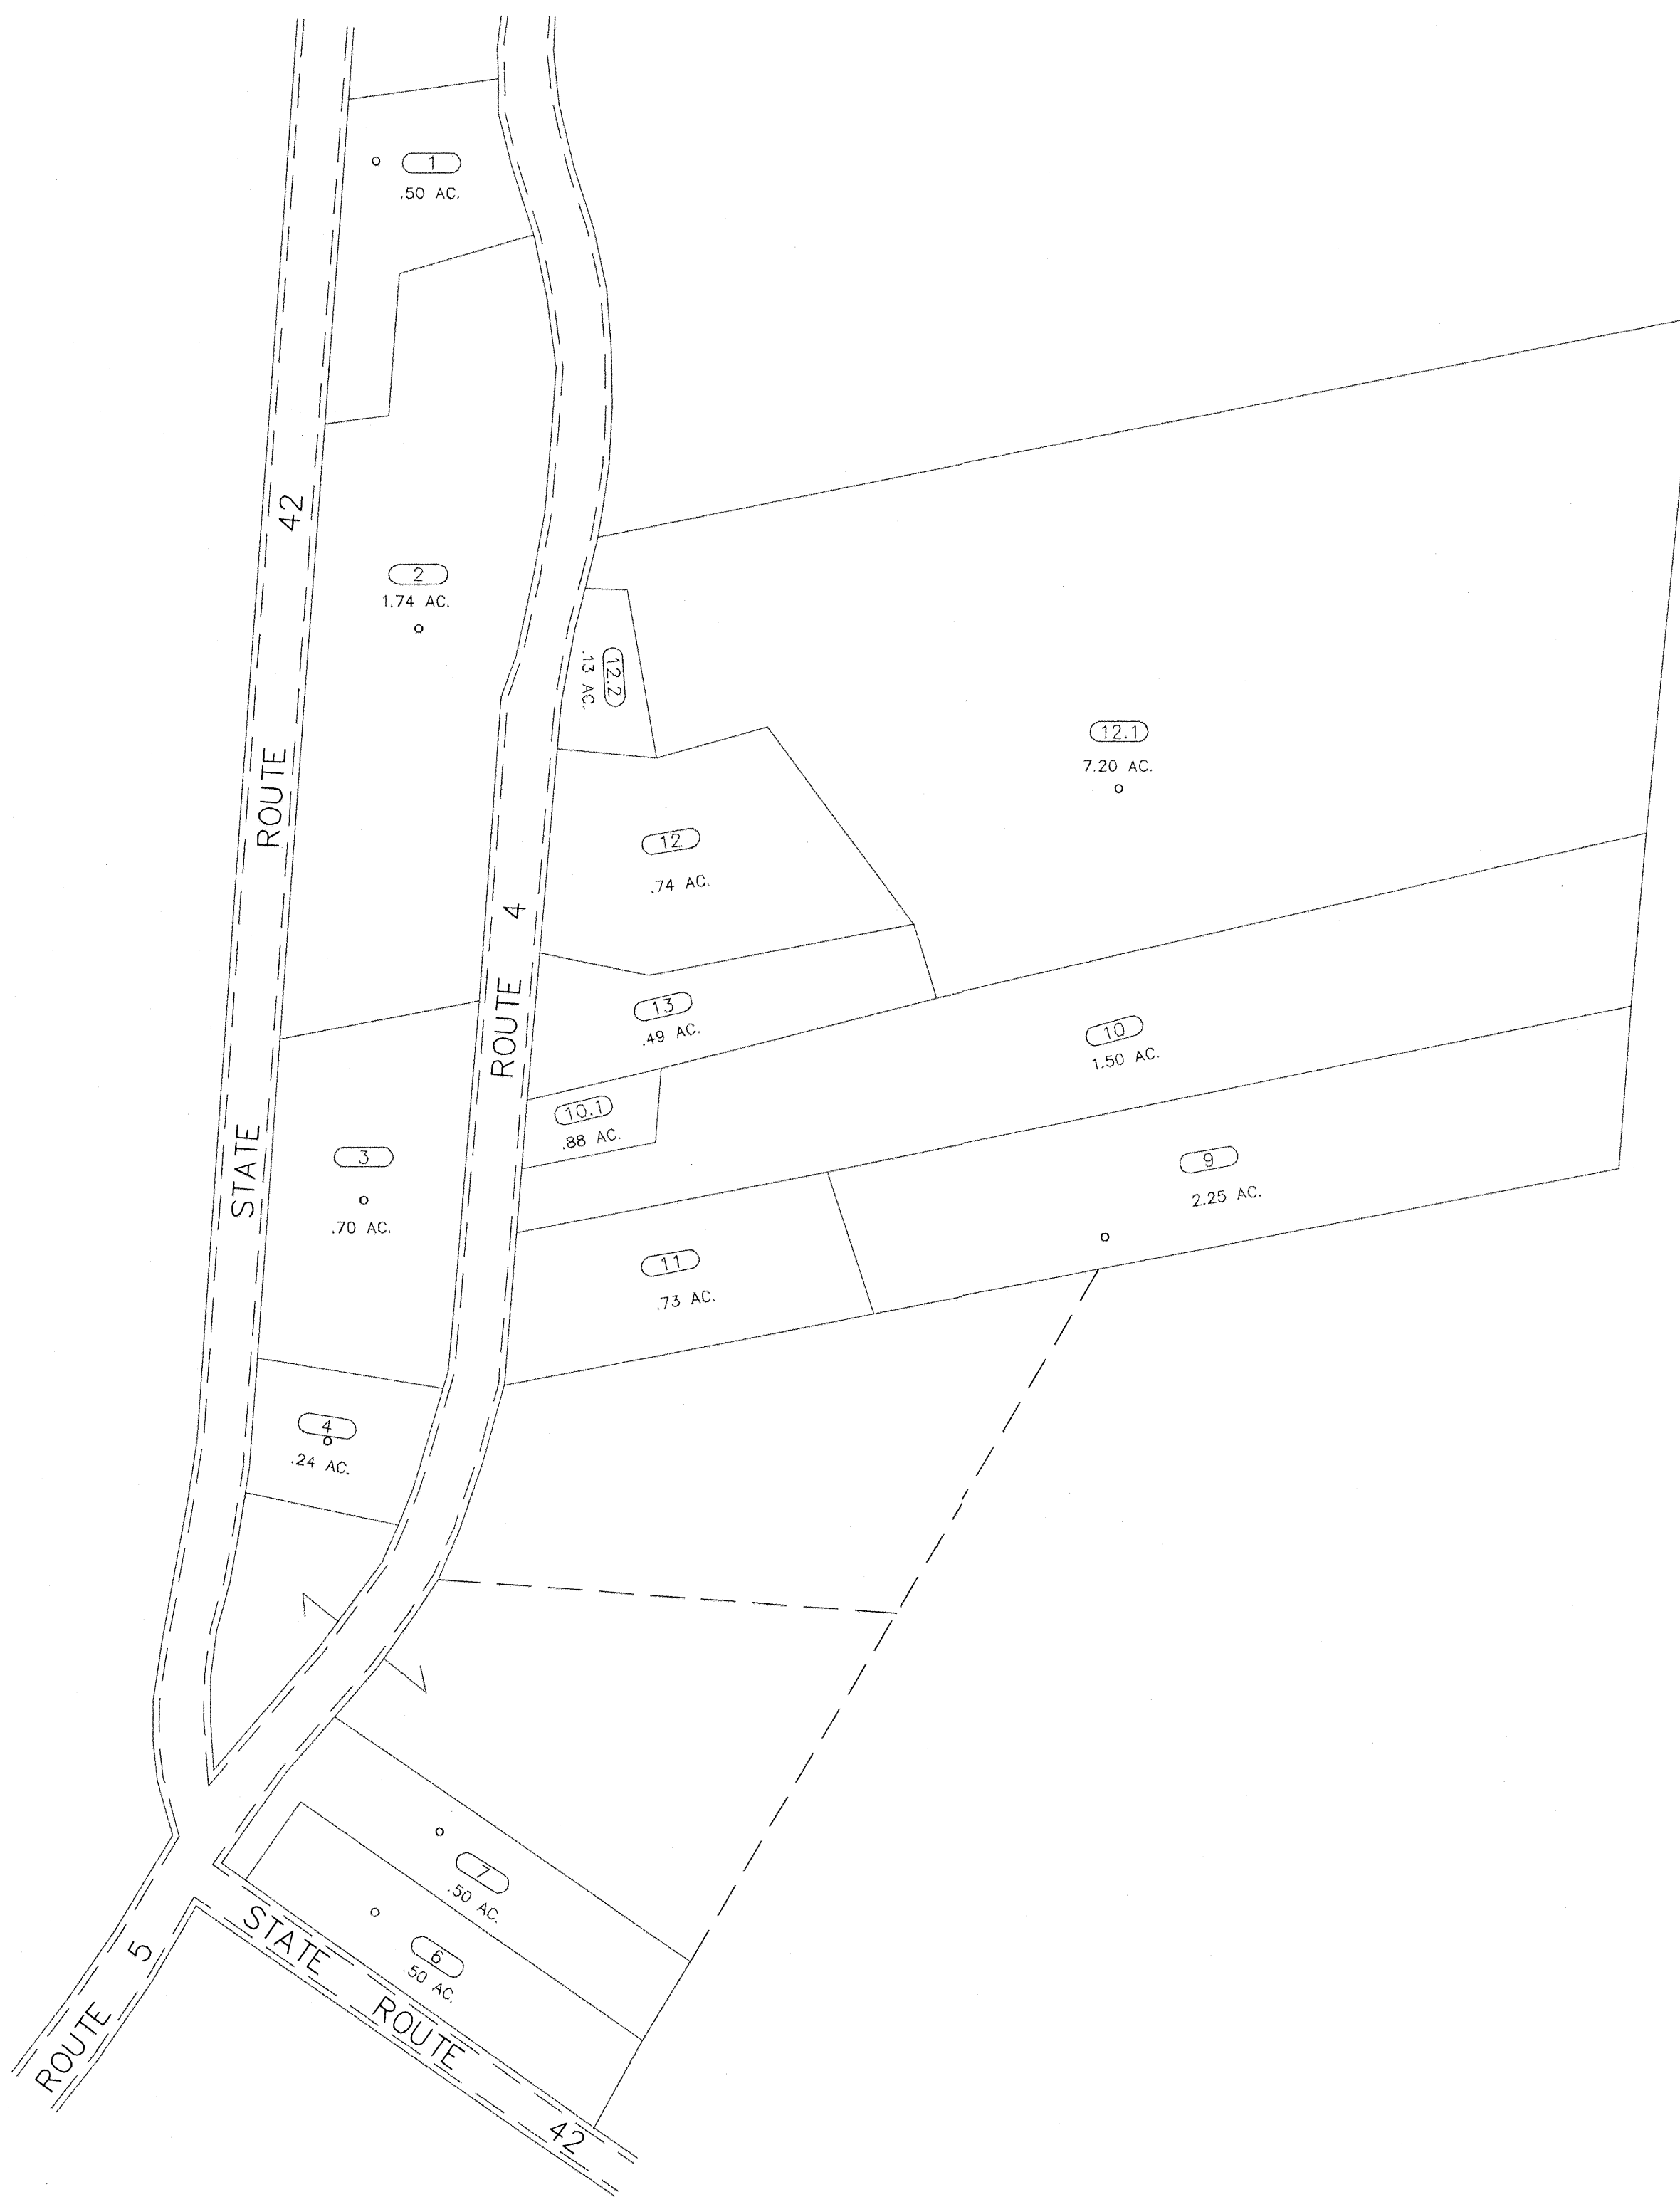 1
.50 AC.
STATE ROUTE 42
2
1.74 AC.
12.2
.13 AC.
12.1
7.20 AC.
12
.74 AC.
ROUTE 4
13
.49 AC.
10
1.50 AC.
10.1
.88 AC.
3
.70 AC.
9
2.25 AC.
11
.73 AC.
4
.24 AC.
7
.50 AC.
6
.50 AC.
STATE ROUTE 42
ROUTE 5